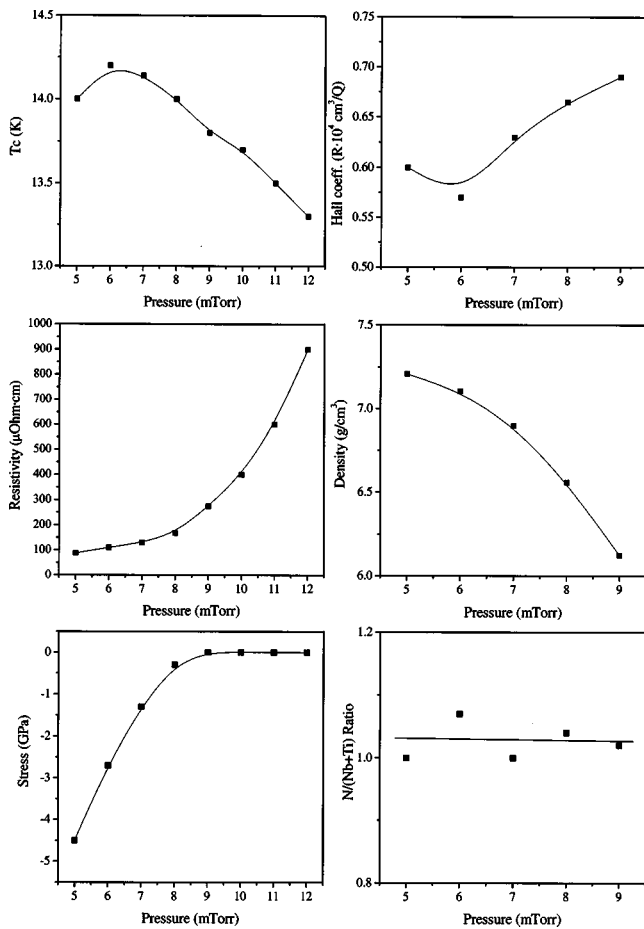 14.5
14.0
13.5
13.0
Tc (K)
5 6 7 8 9 10 11 12
Pressure (mTorr)
0.75
0.70
0.65
0.60
0.55
0.50
Hall coeff. (R·10⁴ cm³/Q)
5 6 7 8 9
Pressure (mTorr)
1000
900
800
700
600
500
400
300
200
100
0
Resistivity (μOhm·cm)
5 6 7 8 9 10 11 12
Pressure (mTorr)
7.5
7.0
6.5
6.0
Density (g/cm³)
5 6 7 8 9
Pressure (mTorr)
0
-1
-2
-3
-4
-5
Stress (GPa)
5 6 7 8 9 10 11 12
Pressure (mTorr)
1.2
1.0
0.8
N/(Nb+Ti) Ratio
5 6 7 8 9
Pressure (mTorr)